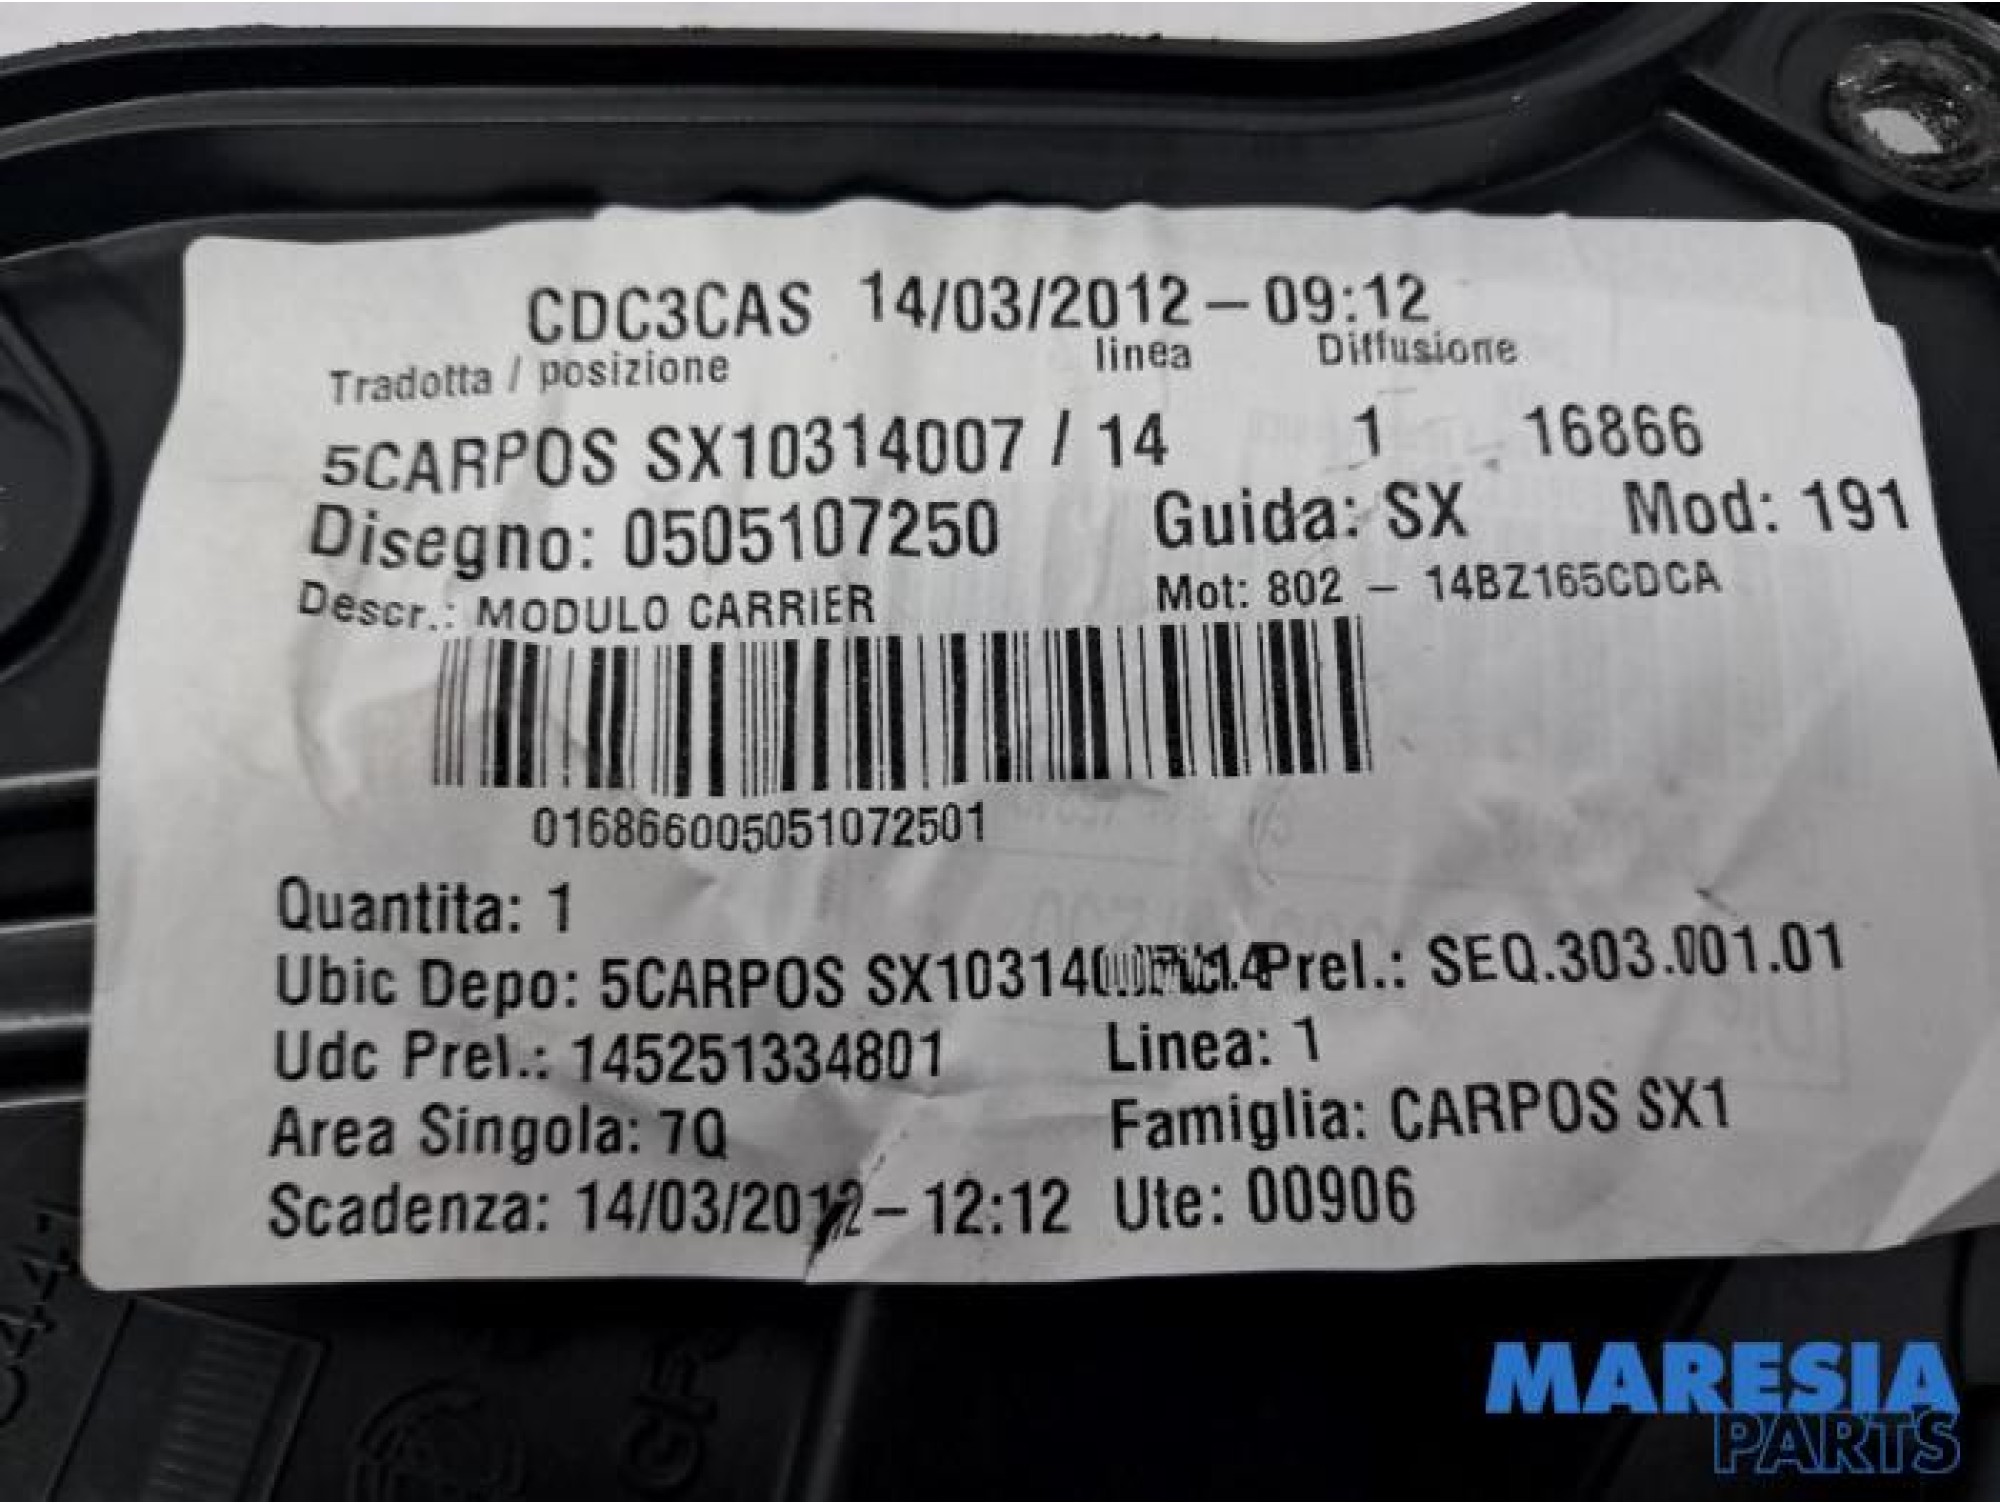 CDC3CAS 14/03/2012 – 09:12
Tradotta / posizione linea Diffusione
5CARPOS SX10314007 / 14 1 16866
Disegno: 0505107250 Guida: SX Mod: 191
Descr.: MODULO CARRIER Mot: 802 – 14BZ165CDCA
016866005051072501
Quantita: 1
Ubic Depo: 5CARPOS SX103140 Prel.: SEQ.303.001.01
Udc Prel.: 145251334801 Linea: 1
Area Singola: 7Q Famiglia: CARPOS SX1
Scadenza: 14/03/2012 – 12:12 Ute: 00906
MARESIA
PARTS